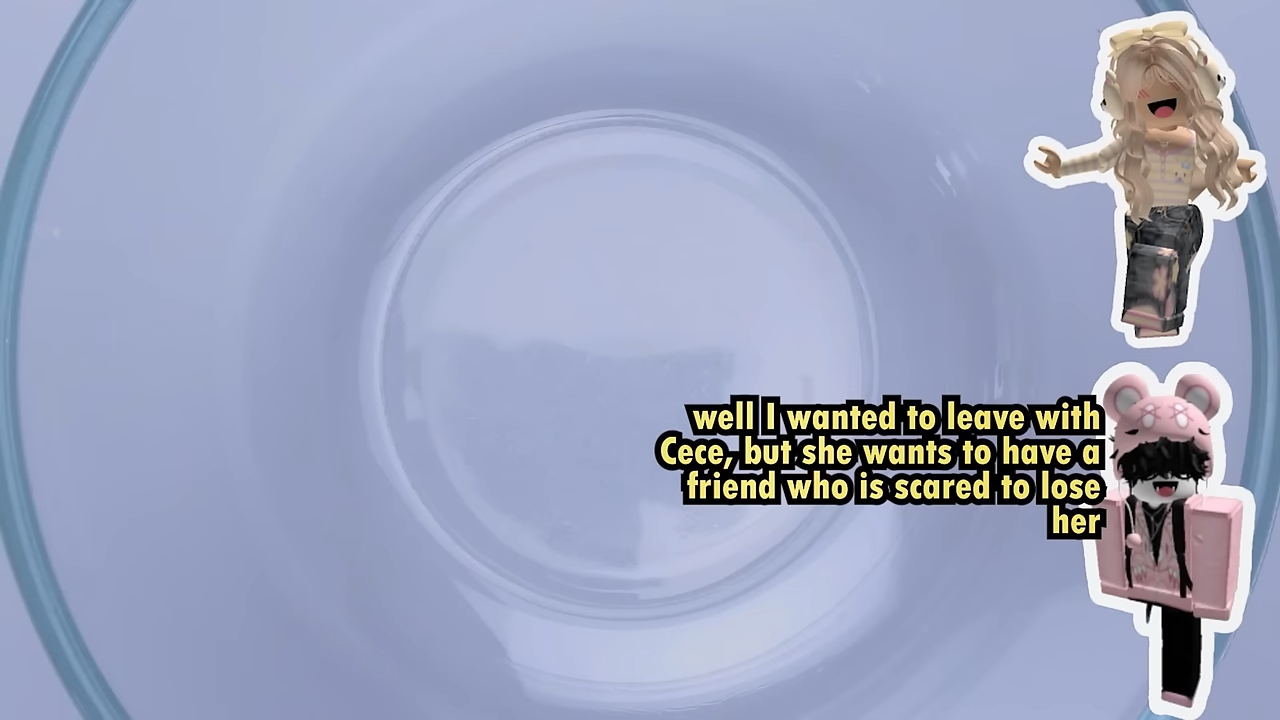 well I wanted to leave with
Cece, but she wants to have a
friend who is scared to lose
her